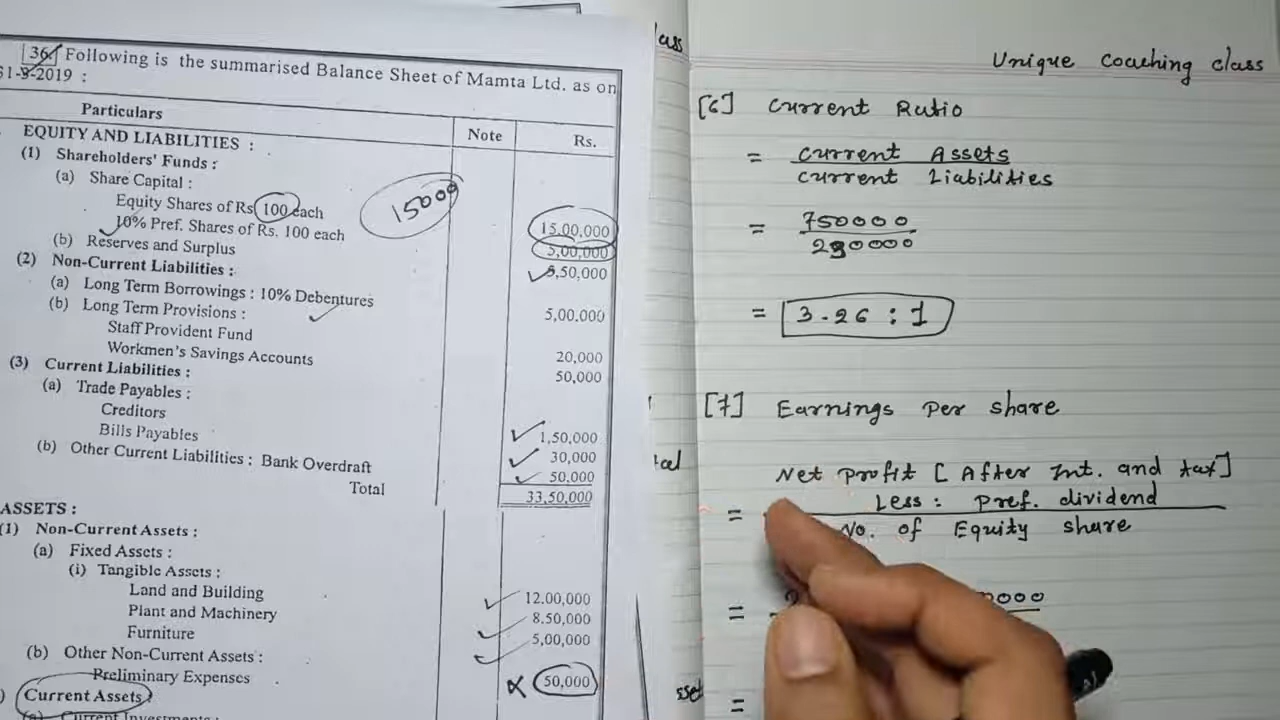 36. Following is the summarised Balance Sheet of Mamta Ltd. as on
31-3-2019 :
Particulars Note Rs.
EQUITY AND LIABILITIES :
(1) Shareholders' Funds :
(a) Share Capital :
Equity Shares of Rs 100 each 15,00,000
10% Pref. Shares of Rs. 100 each 5,00,000
(b) Reserves and Surplus 5,50,000
15000
(2) Non-Current Liabilities :
(a) Long Term Borrowings : 10% Debentures 5,00,000
(b) Long Term Provisions :
Staff Provident Fund 20,000
Workmen's Savings Accounts 50,000
(3) Current Liabilities :
(a) Trade Payables :
Creditors 1,50,000
Bills Payables 30,000
(b) Other Current Liabilities : Bank Overdraft 50,000
Total 33,50,000
ASSETS :
(1) Non-Current Assets :
(a) Fixed Assets :
(i) Tangible Assets :
Land and Building 12,00,000
Plant and Machinery 8,50,000
Furniture 5,00,000
(b) Other Non-Current Assets :
Preliminary Expenses 50,000
Current Assets :
Unique Coaching Class
[6] Current Ratio
= Current Assets
Current Liabilities
= 750000
230000
= 3.26 : 1
[7] Earnings Per Share
Net Profit [After Int. and tax]
Less : Pref. dividend
=
No. of Equity share
=
=